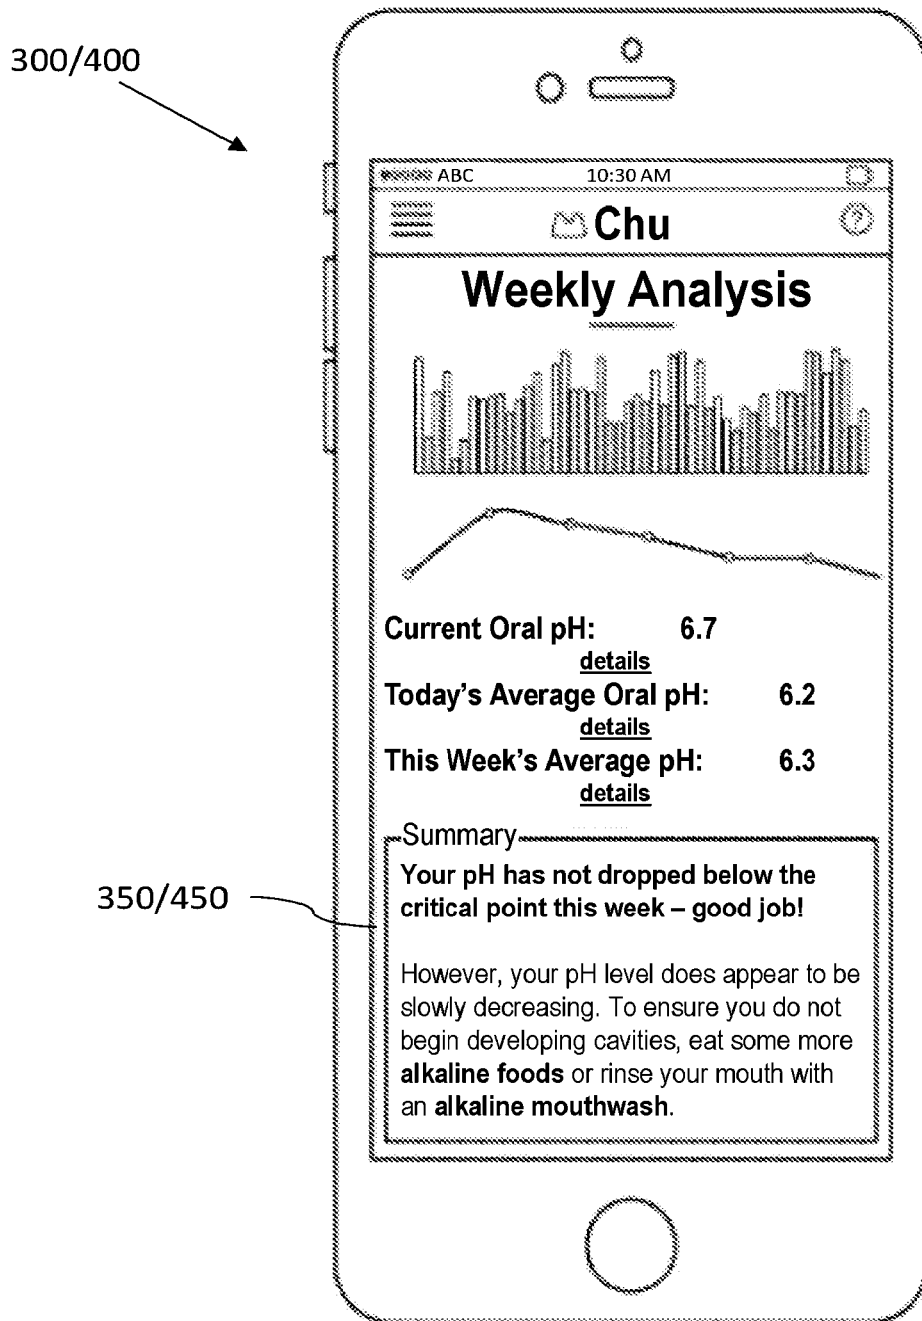 300/400
ABC 10:30 AM
Chu ?
Weekly Analysis
Current Oral pH: 6.7
details
Today's Average Oral pH: 6.2
details
This Week's Average pH: 6.3
details
Summary
Your pH has not dropped below the
critical point this week – good job!
350/450
However, your pH level does appear to be
slowly decreasing. To ensure you do not
begin developing cavities, eat some more
alkaline foods or rinse your mouth with
an alkaline mouthwash.